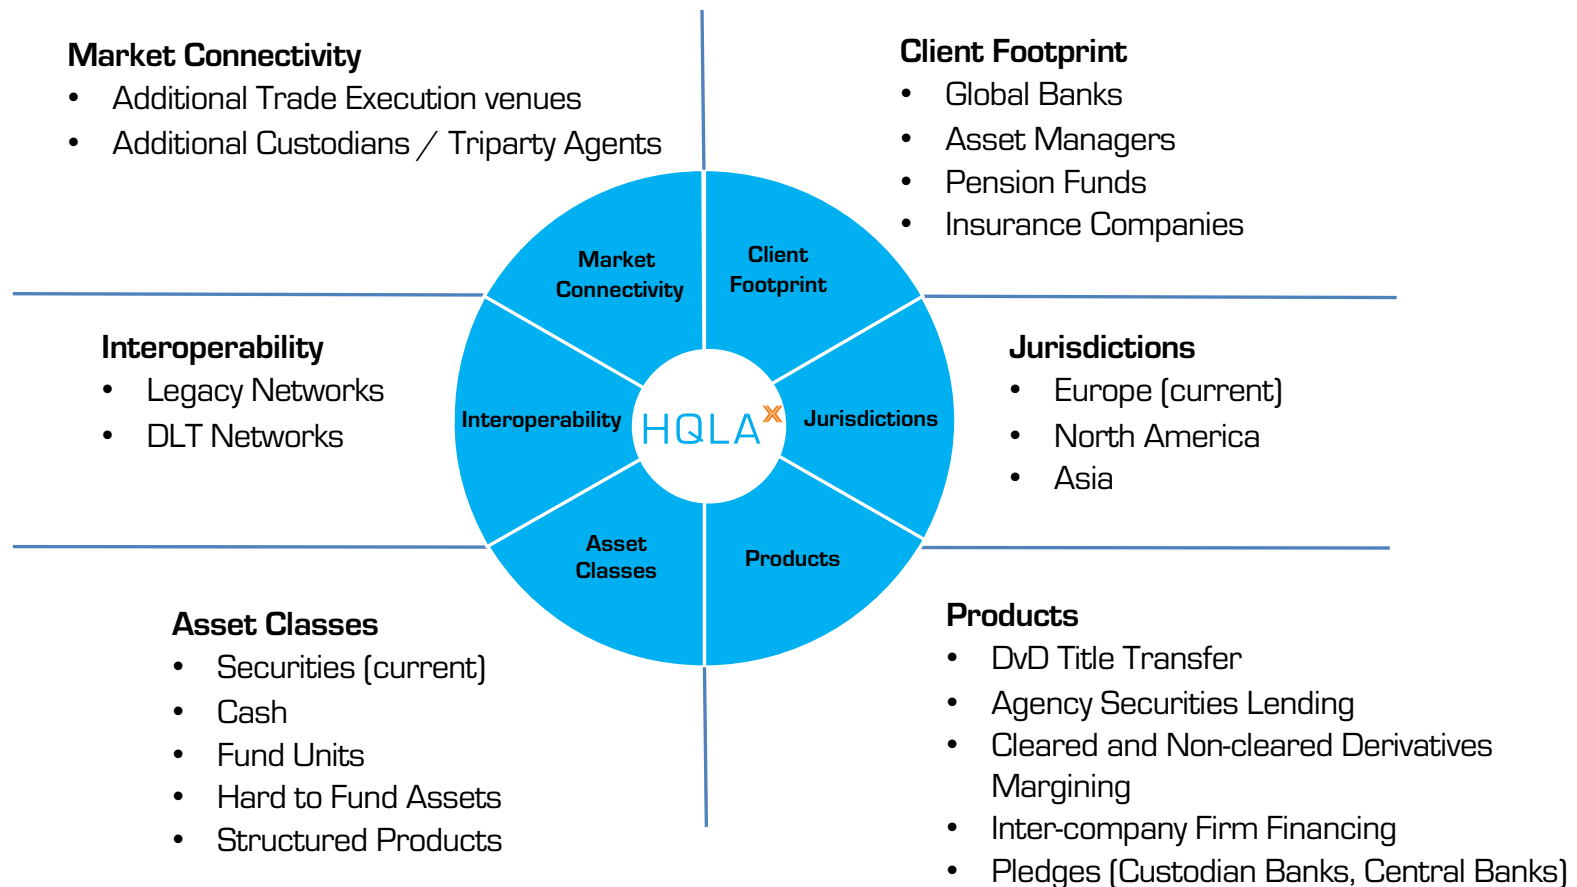 Market Connectivity
• Additional Trade Execution venues
• Additional Custodians / Triparty Agents
Client Footprint
• Global Banks
• Asset Managers
• Pension Funds
• Insurance Companies
Market
Connectivity
Client
Footprint
Interoperability
• Legacy Networks
• DLT Networks
Interoperability
HQLAX
Jurisdictions
Jurisdictions
• Europe (current)
• North America
• Asia
Asset
Classes
Products
Asset Classes
• Securities (current)
• Cash
• Fund Units
• Hard to Fund Assets
• Structured Products
Products
• DvD Title Transfer
• Agency Securities Lending
• Cleared and Non-cleared Derivatives
Margining
• Inter-company Firm Financing
• Pledges (Custodian Banks, Central Banks)